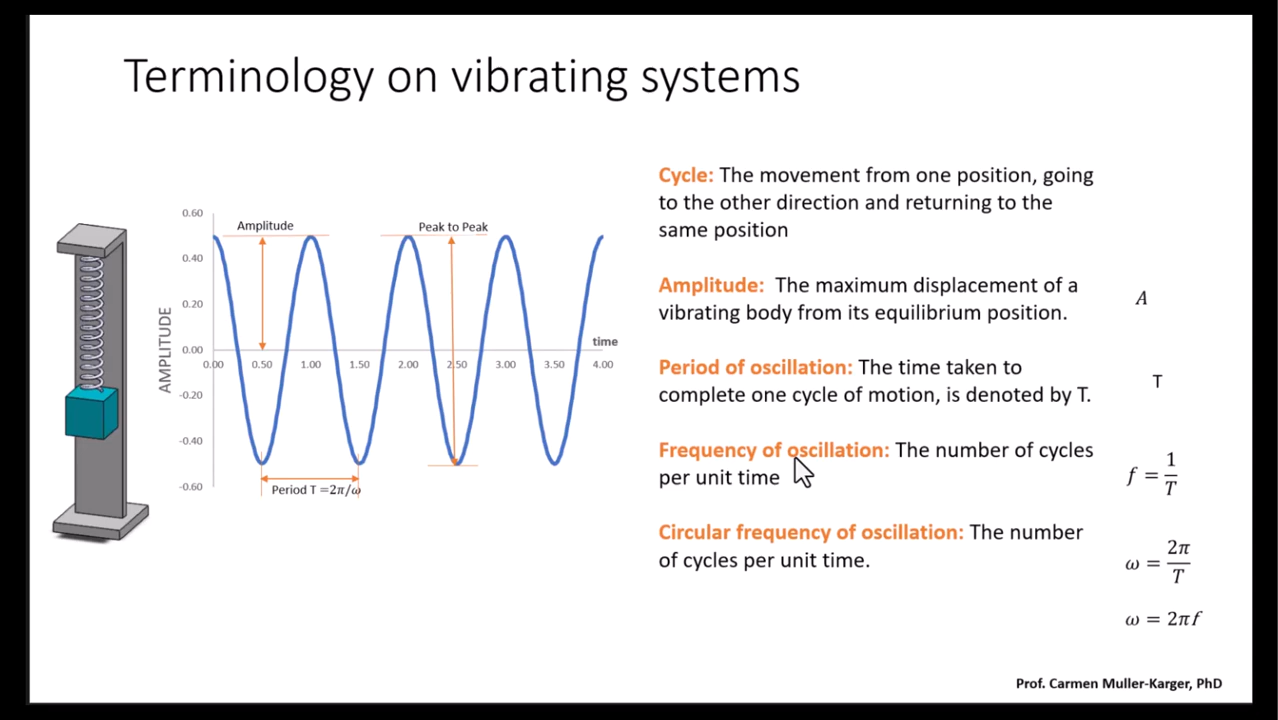 Terminology on vibrating systems
0.60
0.40
0.20
0.00
-0.20
-0.40
-0.60
AMPLITUDE
0.00 0.50 1.00 1.50 2.00 2.50 3.00 3.50 4.00
time
Amplitude
Peak to Peak
Period T =2π/ω
Cycle: The movement from one position, going
to the other direction and returning to the
same position
Amplitude: The maximum displacement of a
vibrating body from its equilibrium position.
A
Period of oscillation: The time taken to
complete one cycle of motion, is denoted by T.
T
Frequency of oscillation: The number of cycles
per unit time
f = 1/T
Circular frequency of oscillation: The number
of cycles per unit time.
ω = 2π/T
ω = 2πf
Prof. Carmen Muller-Karger, PhD